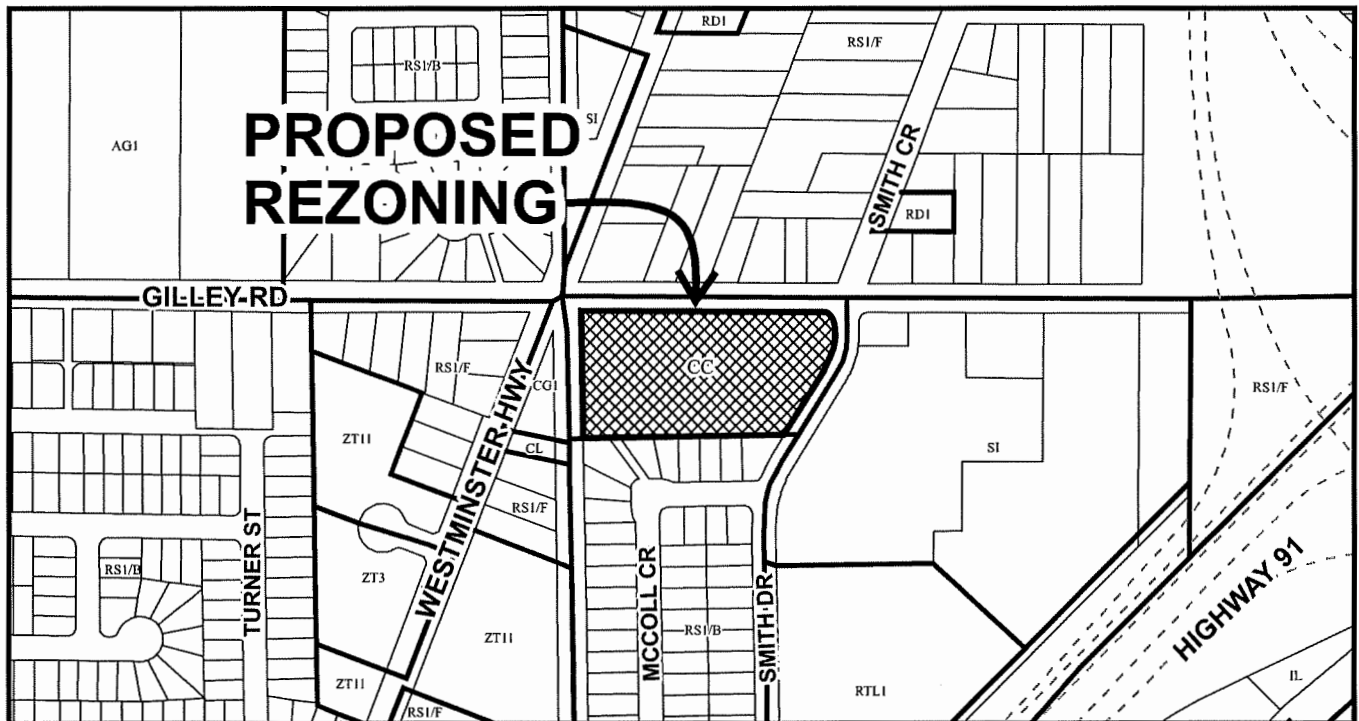 RD1
RS1/F
RS1/B
SI
PROPOSED
AG1
REZONING
SMITH CR
RD1
GILLEY RD
RS1/F
CG1
CC
RS1/F
ZT11
CL
SI
WESTMINSTER HWY
RS1/F
TURNER ST
RS1/B
ZT3
MCCOLL CR
SMITH DR
HIGHWAY 91
ZT11
RS1/B
ZT11
RTL1
IL
RS1/F